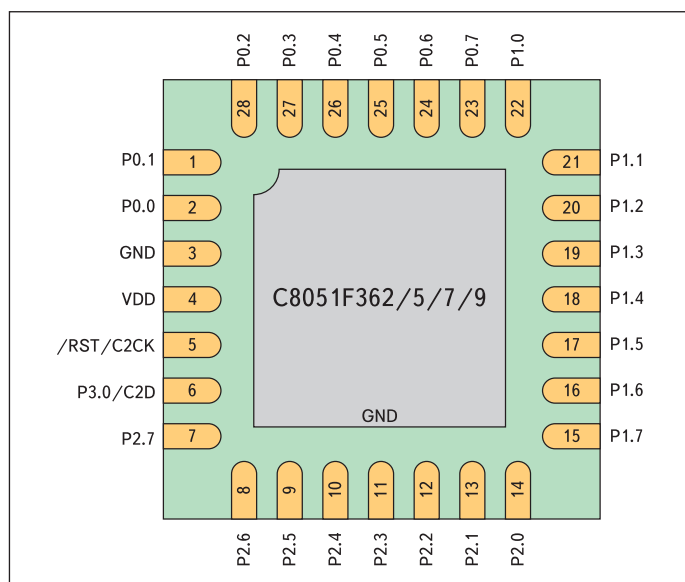 P0.2 P0.3 P0.4 P0.5 P0.6 P0.7 P1.0
28 27 26 25 24 23 22
P0.1 1 21 P1.1
P0.0 2 20 P1.2
GND 3 19 P1.3
VDD 4 C8051F362/5/7/9 18 P1.4
/RST/C2CK 5 17 P1.5
P3.0/C2D 6 16 P1.6
GND
P2.7 7 15 P1.7
8 9 10 11 12 13 14
P2.6 P2.5 P2.4 P2.3 P2.2 P2.1 P2.0